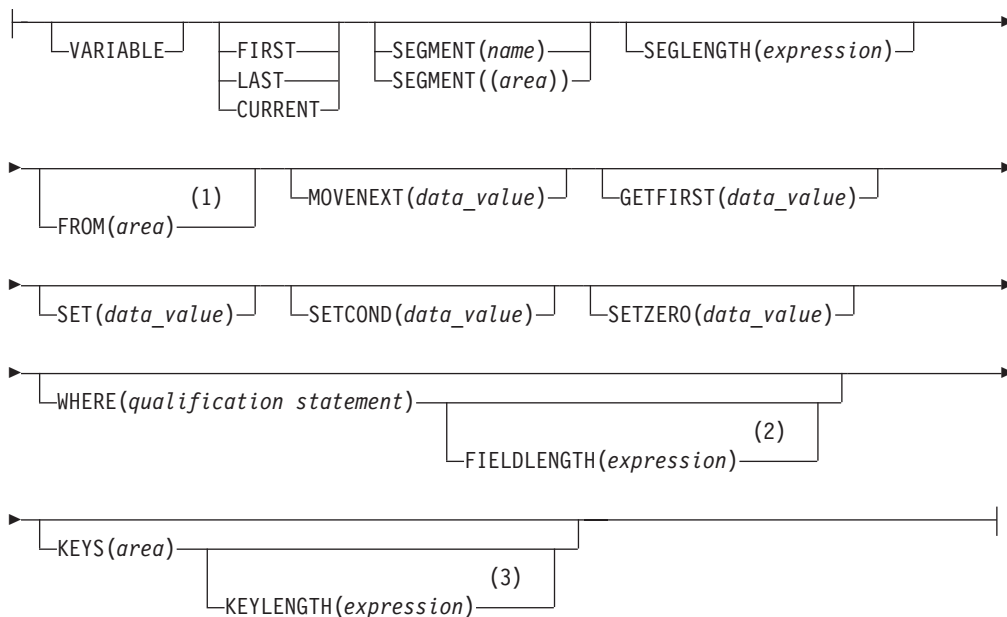 VARIABLE FIRST SEGMENT(name) SEGLENGTH(expression)
LAST SEGMENT((area))
CURRENT
(1)
FROM(area) MOVENEXT(data_value) GETFIRST(data_value)
SET(data_value) SETCOND(data_value) SETZERO(data_value)
WHERE(qualification statement)
(2)
FIELDLENGTH(expression)
KEYS(area)
(3)
KEYLENGTH(expression)